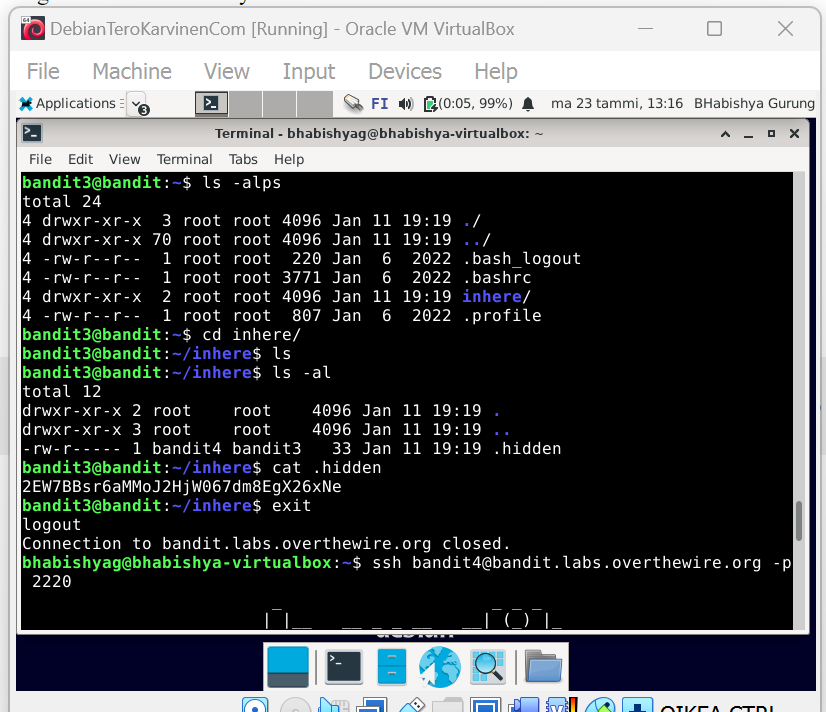 DebianTeroKarvinenCom [Running] - Oracle VM VirtualBox
File Machine View Input Devices Help
Applications 3 FI (0:05, 99%) ma 23 tammi, 13:16 BHabishya Gurung
Terminal - bhabishyag@bhabishya-virtualbox: ~
File Edit View Terminal Tabs Help
bandit3@bandit:~$ ls -alps
total 24
4 drwxr-xr-x  3 root root 4096 Jan 11 19:19 ./
4 drwxr-xr-x 70 root root 4096 Jan 11 19:19 ../
4 -rw-r--r--  1 root root  220 Jan  6  2022 .bash_logout
4 -rw-r--r--  1 root root 3771 Jan  6  2022 .bashrc
4 drwxr-xr-x  2 root root 4096 Jan 11 19:19 inhere/
4 -rw-r--r--  1 root root  807 Jan  6  2022 .profile
bandit3@bandit:~$ cd inhere/
bandit3@bandit:~/inhere$ ls
bandit3@bandit:~/inhere$ ls -al
total 12
drwxr-xr-x 2 root    root    4096 Jan 11 19:19 .
drwxr-xr-x 3 root    root    4096 Jan 11 19:19 ..
-rw-r----- 1 bandit4 bandit3   33 Jan 11 19:19 .hidden
bandit3@bandit:~/inhere$ cat .hidden
2EW7BBsr6aMMoJ2HjW067dm8EgX26xNe
bandit3@bandit:~/inhere$ exit
logout
Connection to bandit.labs.overthewire.org closed.
bhabishyag@bhabishya-virtualbox:~$ ssh bandit4@bandit.labs.overthewire.org -p
2220